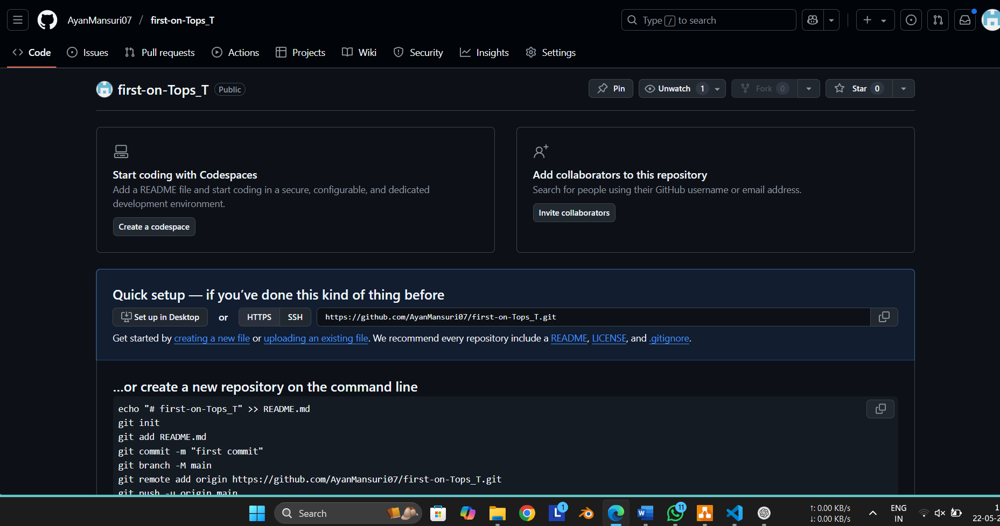 AyanMansuri07 / first-on-Tops_T
Type / to search
Code Issues Pull requests Actions Projects Wiki Security Insights Settings
first-on-Tops_T Public
Pin Unwatch 1 Fork 0 Star 0
Start coding with Codespaces
Add a README file and start coding in a secure, configurable, and dedicated
development environment.
Create a codespace
Add collaborators to this repository
Search for people using their GitHub username or email address.
Invite collaborators
Quick setup — if you’ve done this kind of thing before
Set up in Desktop or HTTPS SSH https://github.com/AyanMansuri07/first-on-Tops_T.git
Get started by creating a new file or uploading an existing file. We recommend every repository include a README, LICENSE, and .gitignore.
...or create a new repository on the command line
echo "# first-on-Tops_T" >> README.md
git init
git add README.md
git commit -m "first commit"
git branch -M main
git remote add origin https://github.com/AyanMansuri07/first-on-Tops_T.git
git push -u origin main
Search
L 1
W
11
↑: 0.00 KB/s
↓: 0.00 KB/s
ENG
IN
22-05-2